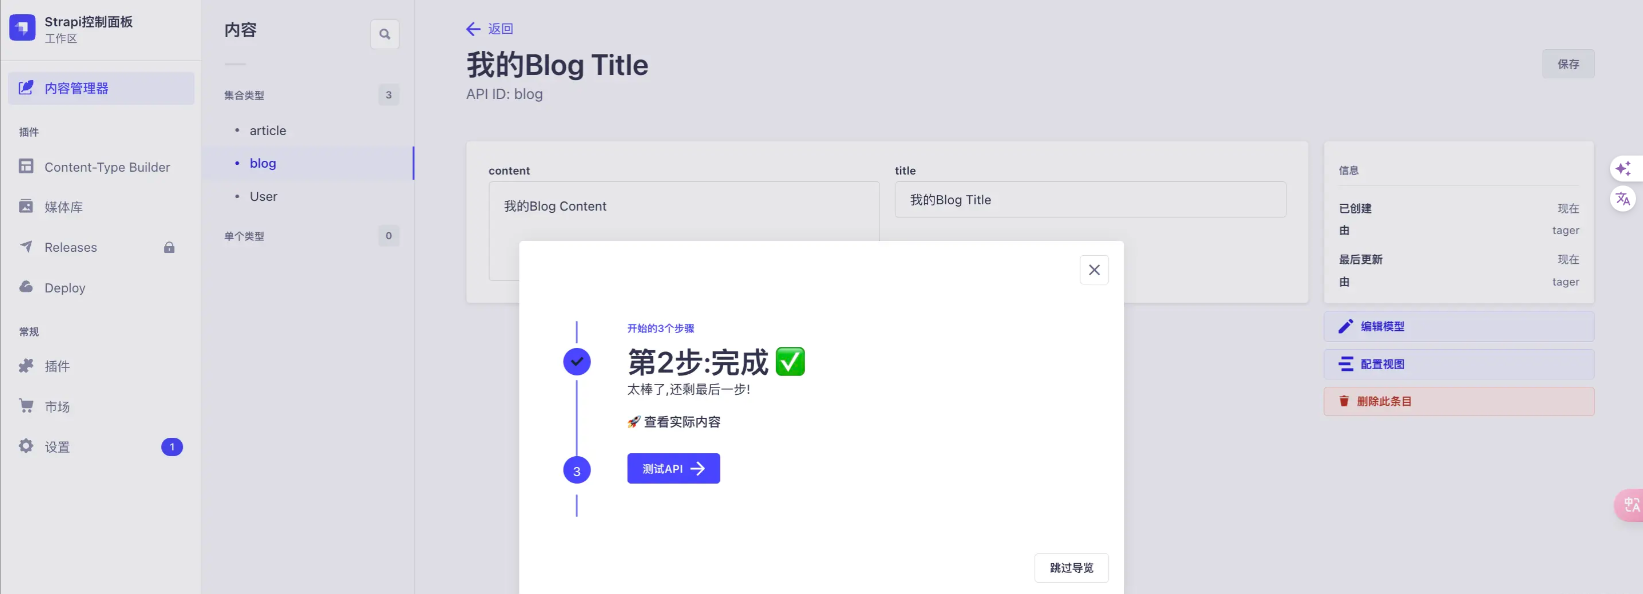 Strapi控制面板
工作区
内容管理器
插件
Content-Type Builder
媒体库
Releases
Deploy
常规
插件
市场
设置
1
内容
集合类型
3
article
blog
User
单个类型
0
返回
我的Blog Title
API ID: blog
保存
content
我的Blog Content
title
我的Blog Title
信息
已创建
现在
由
tager
最后更新
现在
由
tager
编辑模型
配置视图
删除此条目
开始的3个步骤
第2步:完成 ✅
太棒了,还剩最后一步!
🚀 查看实际内容
3
测试API
跳过导览